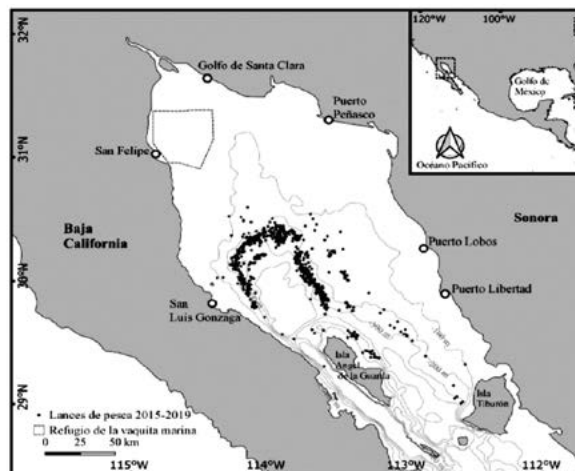 32°N
31°N
30°N
29°N
120°W
100°W
Golfo de
México
Océano Pacífico
Golfo de Santa Clara
Puerto
Peñasco
San Felipe
Baja
California
Sonora
Puerto Lobos
Puerto Libertad
San
Luis Gonzaga
Isla
Angel
de la Guarda
Isla
Tiburón
Lances de pesca 2015-2019
Refugio de la vaquita marina
0
25
50 km
115°W
114°W
113°W
112°W